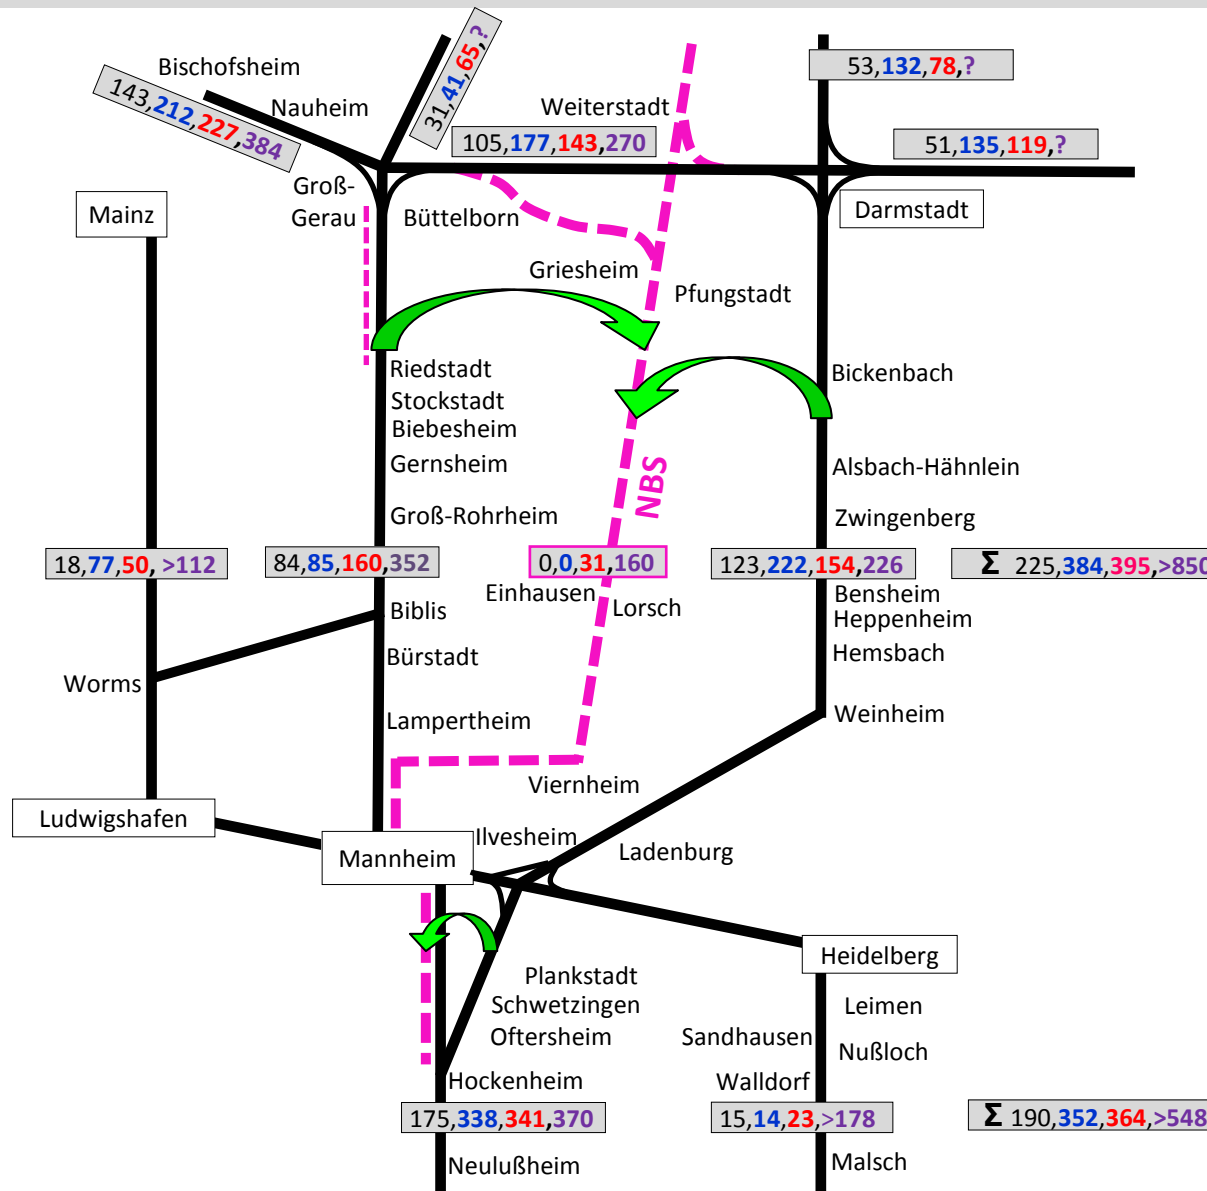 Bischofsheim
143,212,227,384
Nauheim
31,41,65,?
Weiterstadt
53,132,78,?
105,177,143,270
51,135,119,?
Groß-
Gerau
Mainz
Büttelborn
Darmstadt
Griesheim
Pfungstadt
Riedstadt
Bickenbach
Stockstadt
Biebesheim
Gernsheim
Alsbach-Hähnlein
NBS
Groß-Rohrheim
Zwingenberg
18,77,50, >112
84,85,160,352
0,0,31,160
123,222,154,226
Σ 225,384,395,>850
Einhausen
Lorsch
Bensheim
Heppenheim
Biblis
Hemsbach
Bürstadt
Worms
Lampertheim
Weinheim
Viernheim
Ludwigshafen
Ilvesheim
Mannheim
Ladenburg
Heidelberg
Plankstadt
Schwetzingen
Oftersheim
Leimen
Sandhausen
Nußloch
Hockenheim
Walldorf
175,338,341,370
15,14,23,>178
Σ 190,352,364,>548
Neulußheim
Malsch